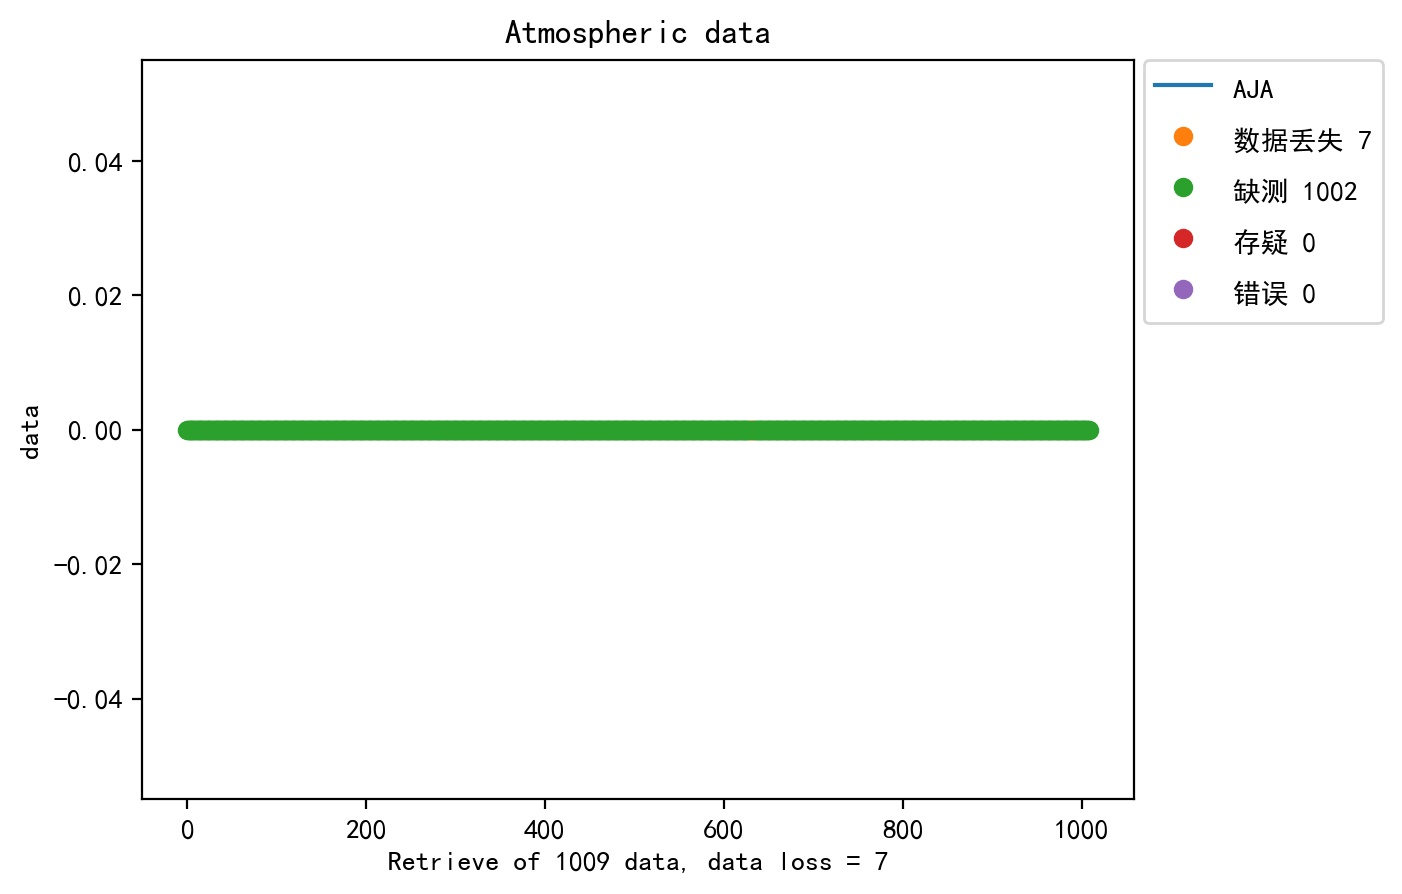 Atmospheric data
AJA
数据丢失 7
缺测 1002
存疑 0
错误 0
data
0.04
0.02
0.00
-0.02
-0.04
0
200
400
600
800
1000
Retrieve of 1009 data, data loss = 7